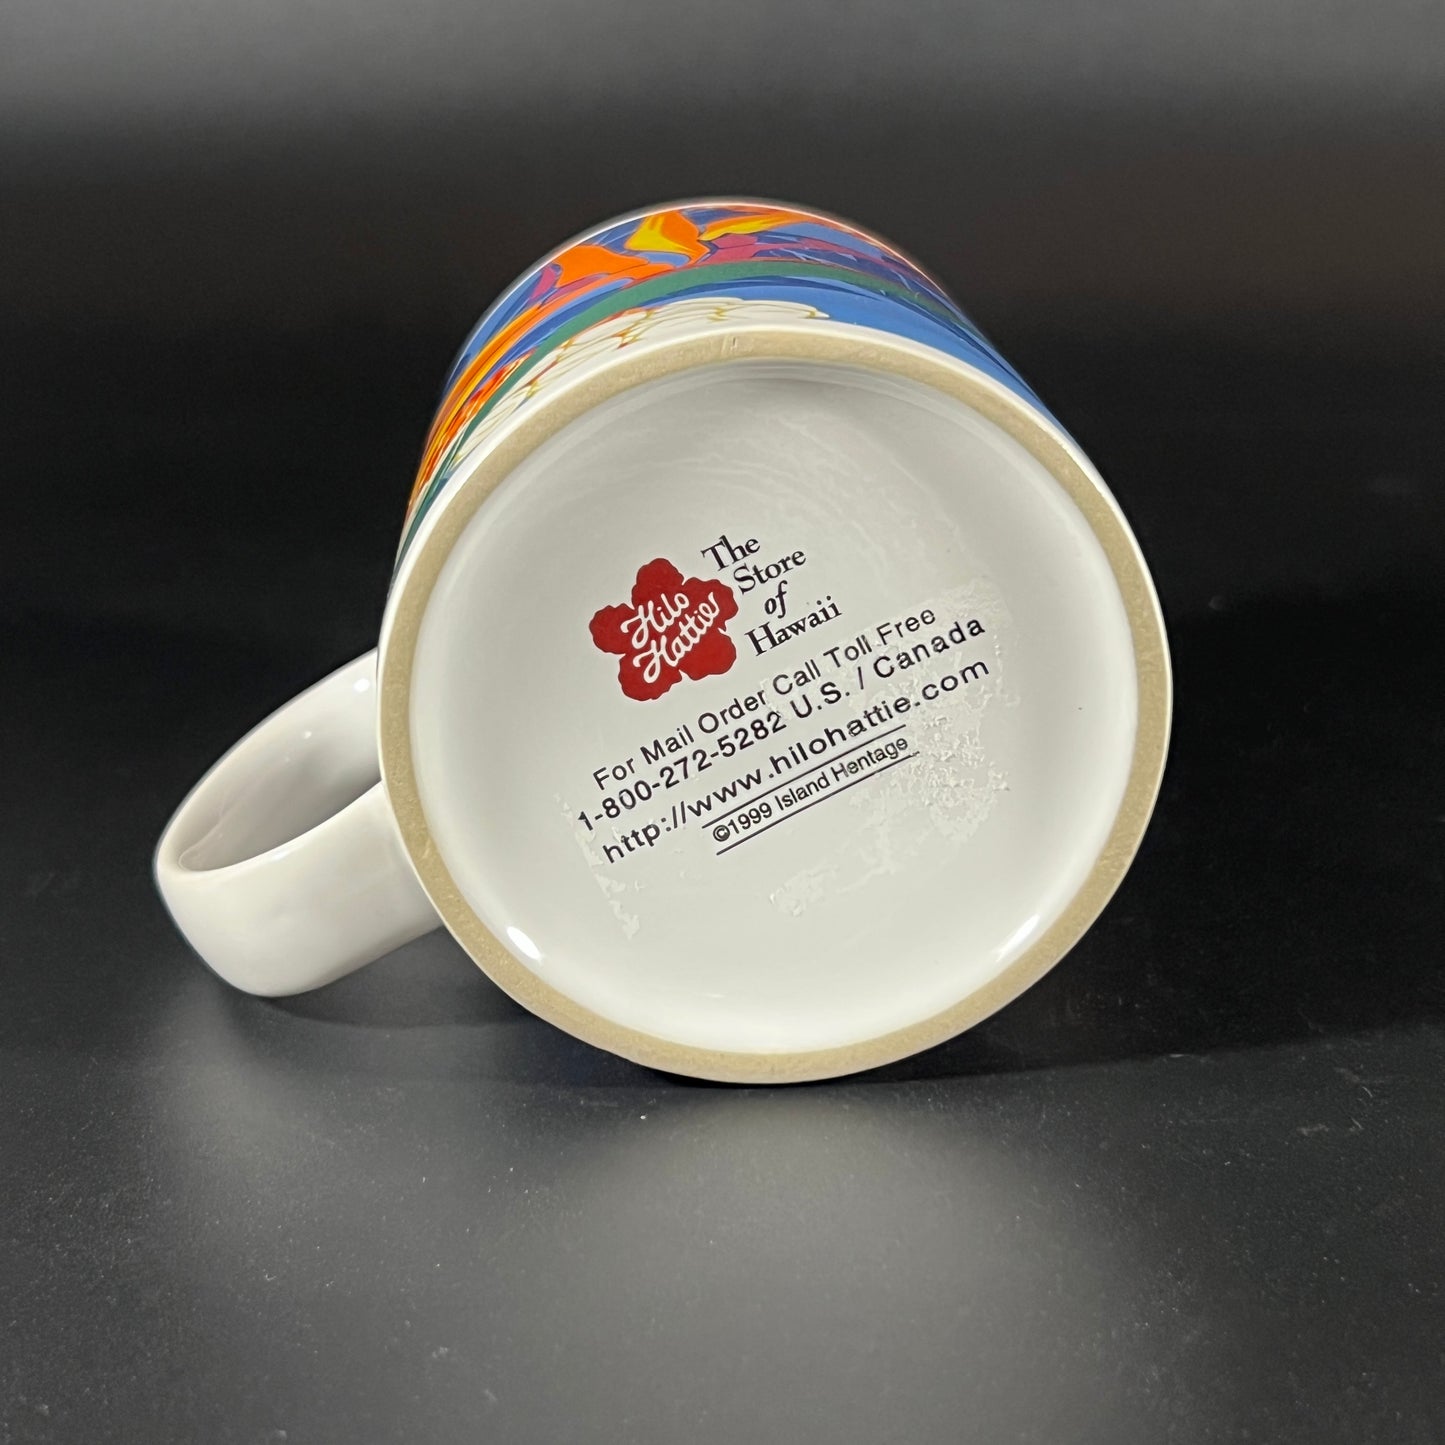 Hilo
Hattie
The
Store
of
Hawaii
For Mail Order Call Toll Free
1-800-272-5282 U.S. / Canada
http://www.hilohattie.com
©1999 Island Heritage